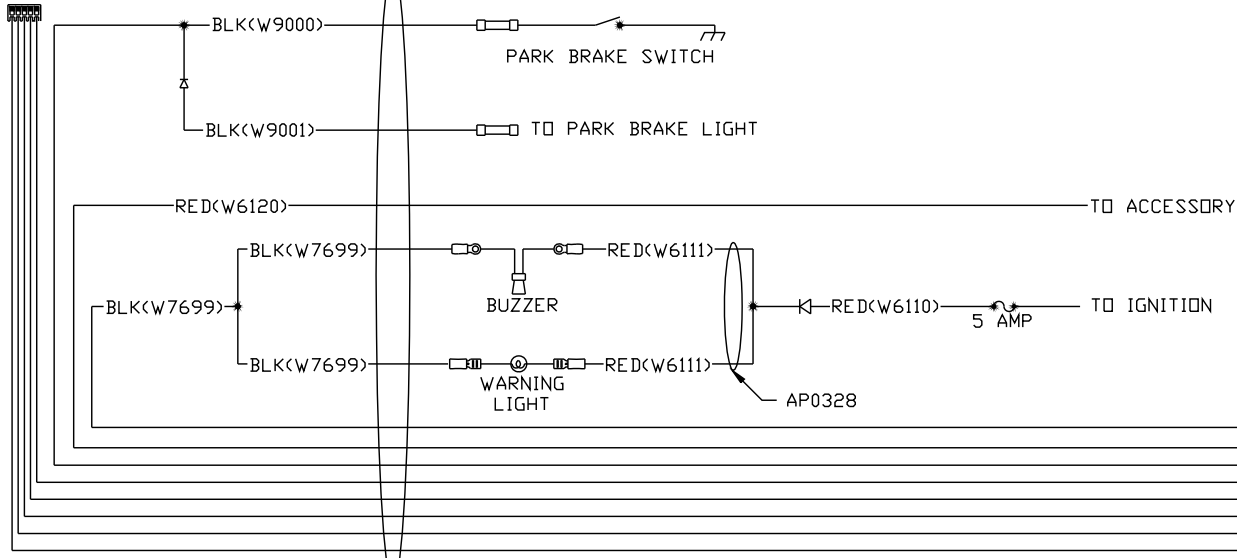 BLK(W9000)
PARK BRAKE SWITCH
BLK(W9001)
TO PARK BRAKE LIGHT
RED(W6120)
TO ACCESSORY
BLK(W7699)
RED(W6111)
BUZZER
BLK(W7699)
RED(W6110)
5 AMP
TO IGNITION
BLK(W7699)
RED(W6111)
WARNING
LIGHT
AP0328